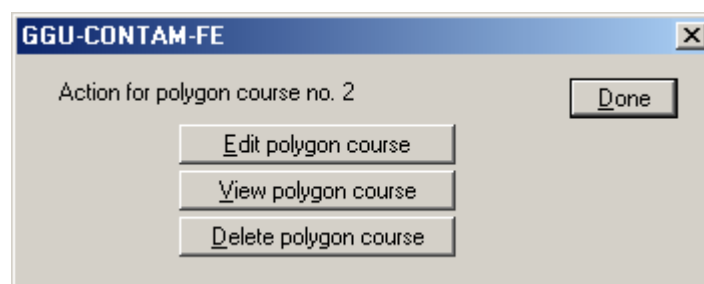 GGU-CONTAM-FE
Action for polygon course no. 2
Done
Edit polygon course
View polygon course
Delete polygon course